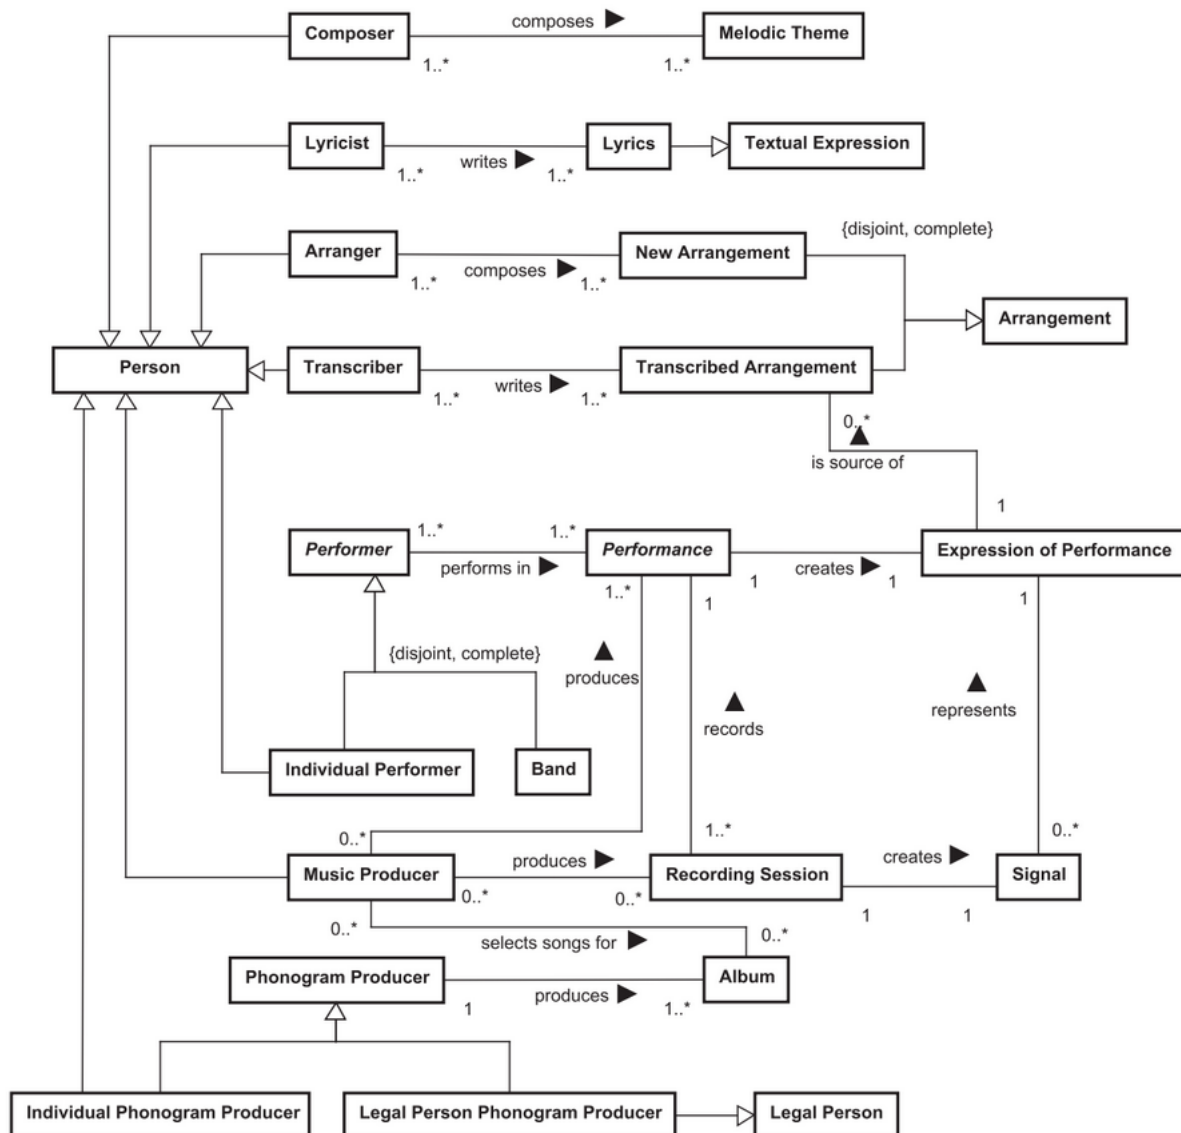 composes
Composer
Melodic Theme
1..*
1..*
Lyricist
Lyrics
Textual Expression
writes
1..*
1..*
{disjoint, complete}
Arranger
New Arrangement
composes
1..*
1..*
Arrangement
Person
Transcriber
Transcribed Arrangement
writes
1..*
1..*
0..*
is source of
1
1..*
1..*
Performer
Performance
Expression of Performance
performs in
creates
1..*
1
1
1
1
{disjoint, complete}
produces
records
represents
Individual Performer
Band
0..*
1..*
0..*
produces
creates
Music Producer
Recording Session
Signal
0..*
0..*
1
1
0..*
0..*
selects songs for
Phonogram Producer
Album
produces
1
1..*
Individual Phonogram Producer
Legal Person Phonogram Producer
Legal Person